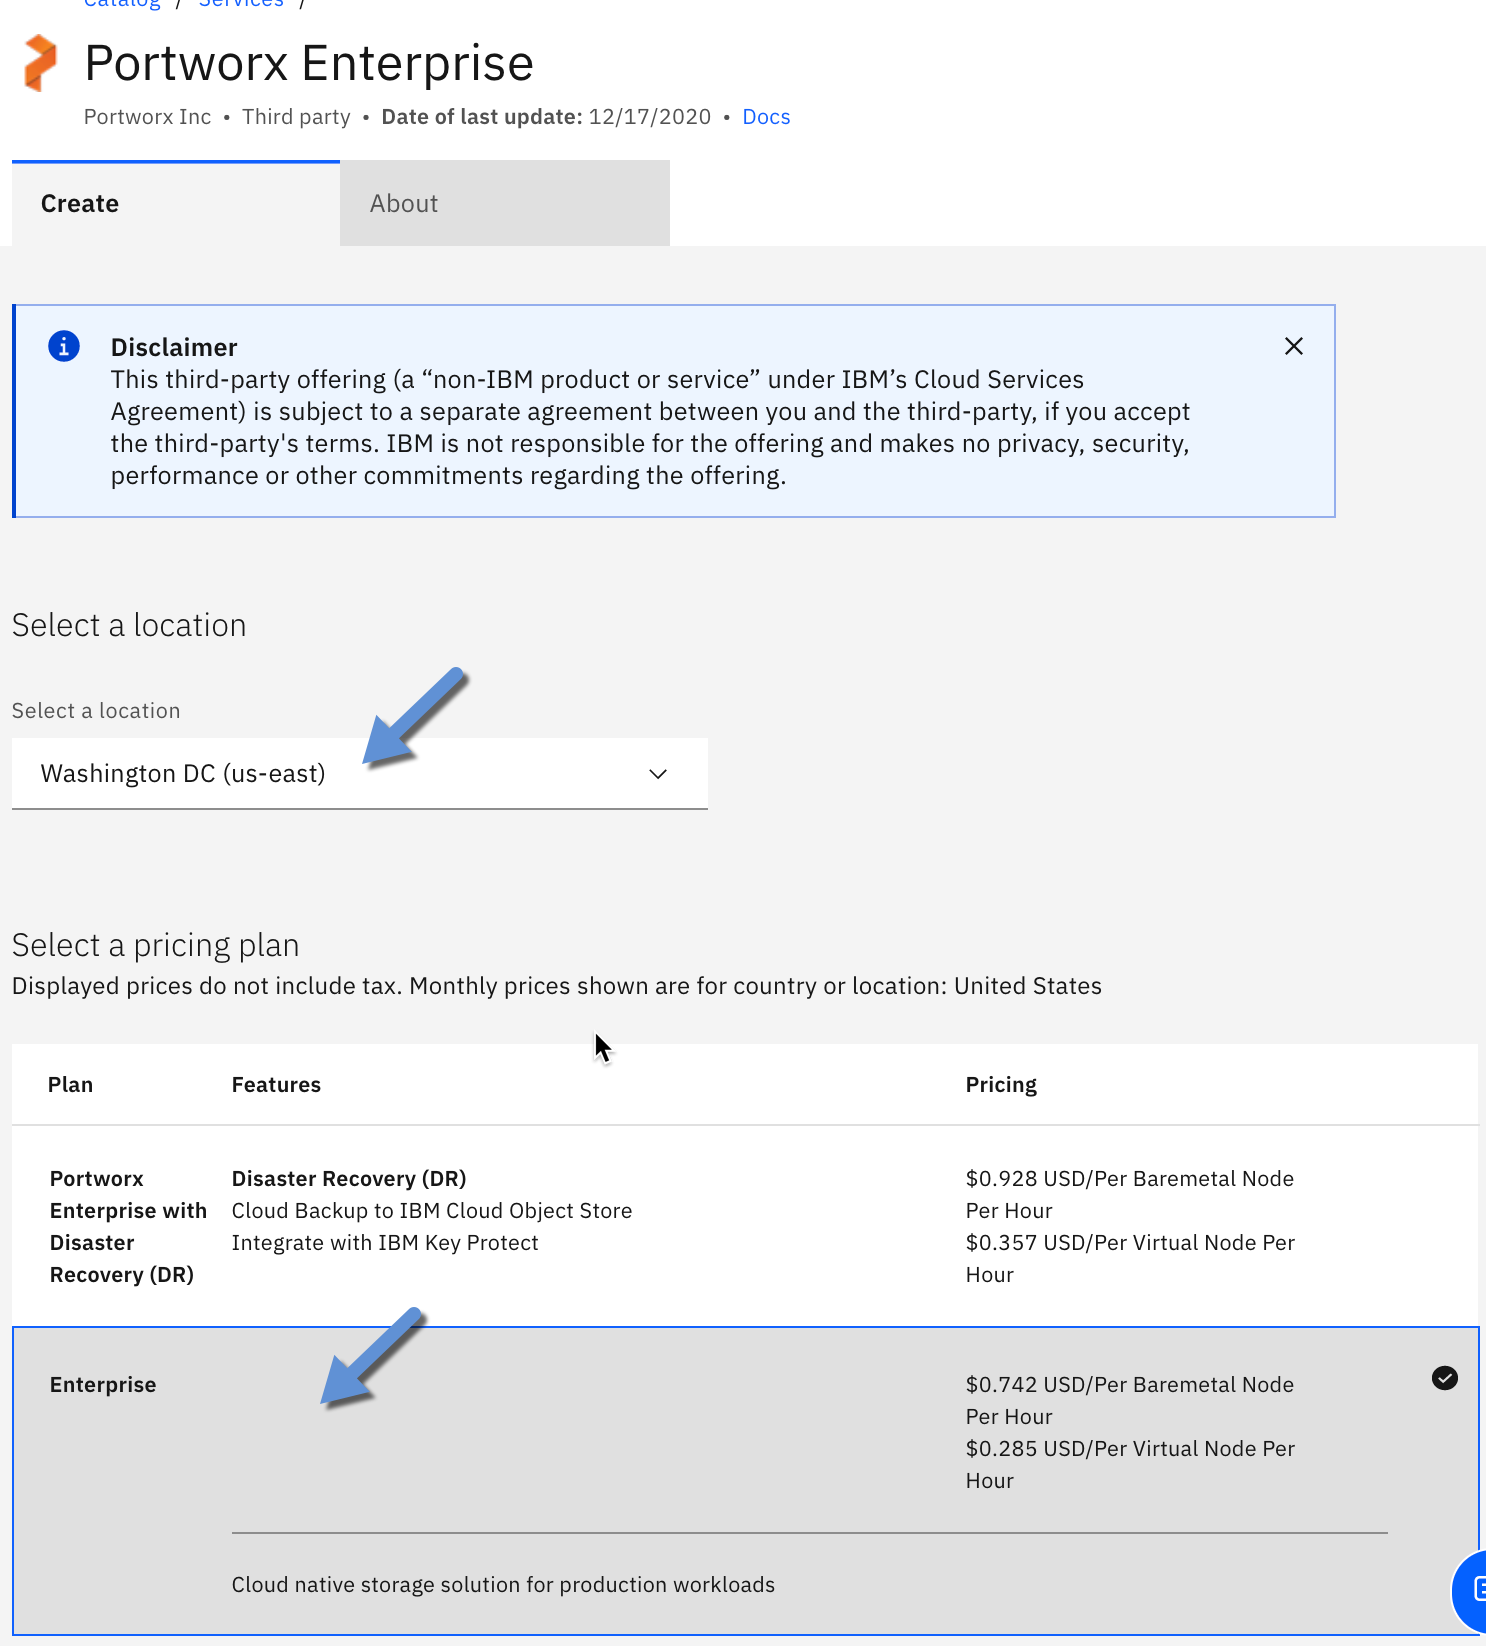 Catalog / Services /
Portworx Enterprise
Portworx Inc • Third party • Date of last update: 12/17/2020 • Docs
Create
About
Disclaimer
This third-party offering (a “non-IBM product or service” under IBM’s Cloud Services
Agreement) is subject to a separate agreement between you and the third-party, if you accept
the third-party's terms. IBM is not responsible for the offering and makes no privacy, security,
performance or other commitments regarding the offering.
Select a location
Select a location
Washington DC (us-east)
Select a pricing plan
Displayed prices do not include tax. Monthly prices shown are for country or location: United States
Plan Features Pricing
Portworx
Enterprise with
Disaster
Recovery (DR)
Disaster Recovery (DR)
Cloud Backup to IBM Cloud Object Store
Integrate with IBM Key Protect
$0.928 USD/Per Baremetal Node
Per Hour
$0.357 USD/Per Virtual Node Per
Hour
Enterprise
$0.742 USD/Per Baremetal Node
Per Hour
$0.285 USD/Per Virtual Node Per
Hour
Cloud native storage solution for production workloads